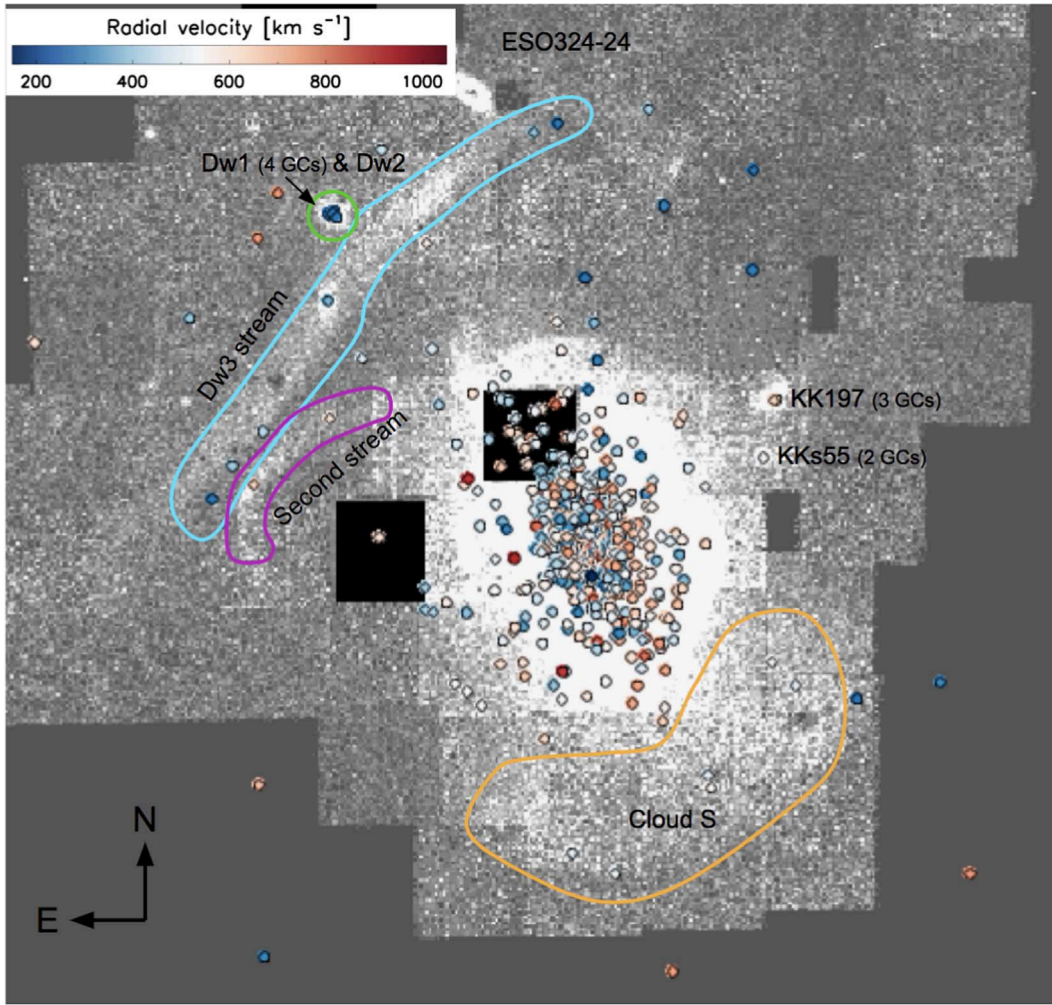 Radial velocity [km s⁻¹]
200 400 600 800 1000
ESO324-24
Dw1 (4 GCs) & Dw2
Dw3 stream
Second stream
KK197 (3 GCs)
KKs55 (2 GCs)
Cloud S
N
E